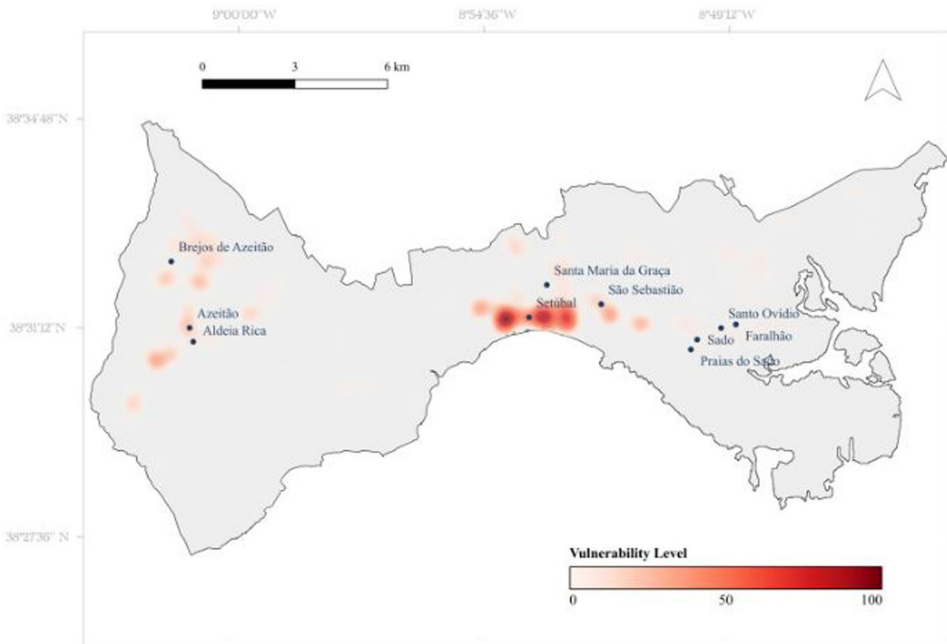 9°00'00"W 8°54'36"W 8°49'12"W
0 3 6 km
38°34'48"N
Brejos de Azeitão
Santa Maria da Graça
São Sebastião
Azeitão
Setúbal
Santo Ovídio
38°31'12"N
Aldeia Rica
Faralhão
Sado
Praias do Sado
38°27'36" N
Vulnerability Level
0 50 100